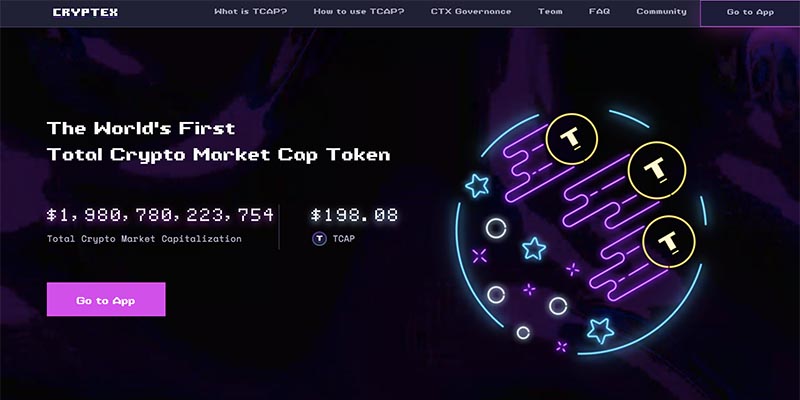 CRYPTEX
What is TCAP?
How to use TCAP?
CTX Governance
Team
FAQ
Community
Go to App
The World's First
Total Crypto Market Cap Token
$1,980,780,223,754
$198.08
Total Crypto Market Capitalization
T TCAP
Go to App
T
T
T